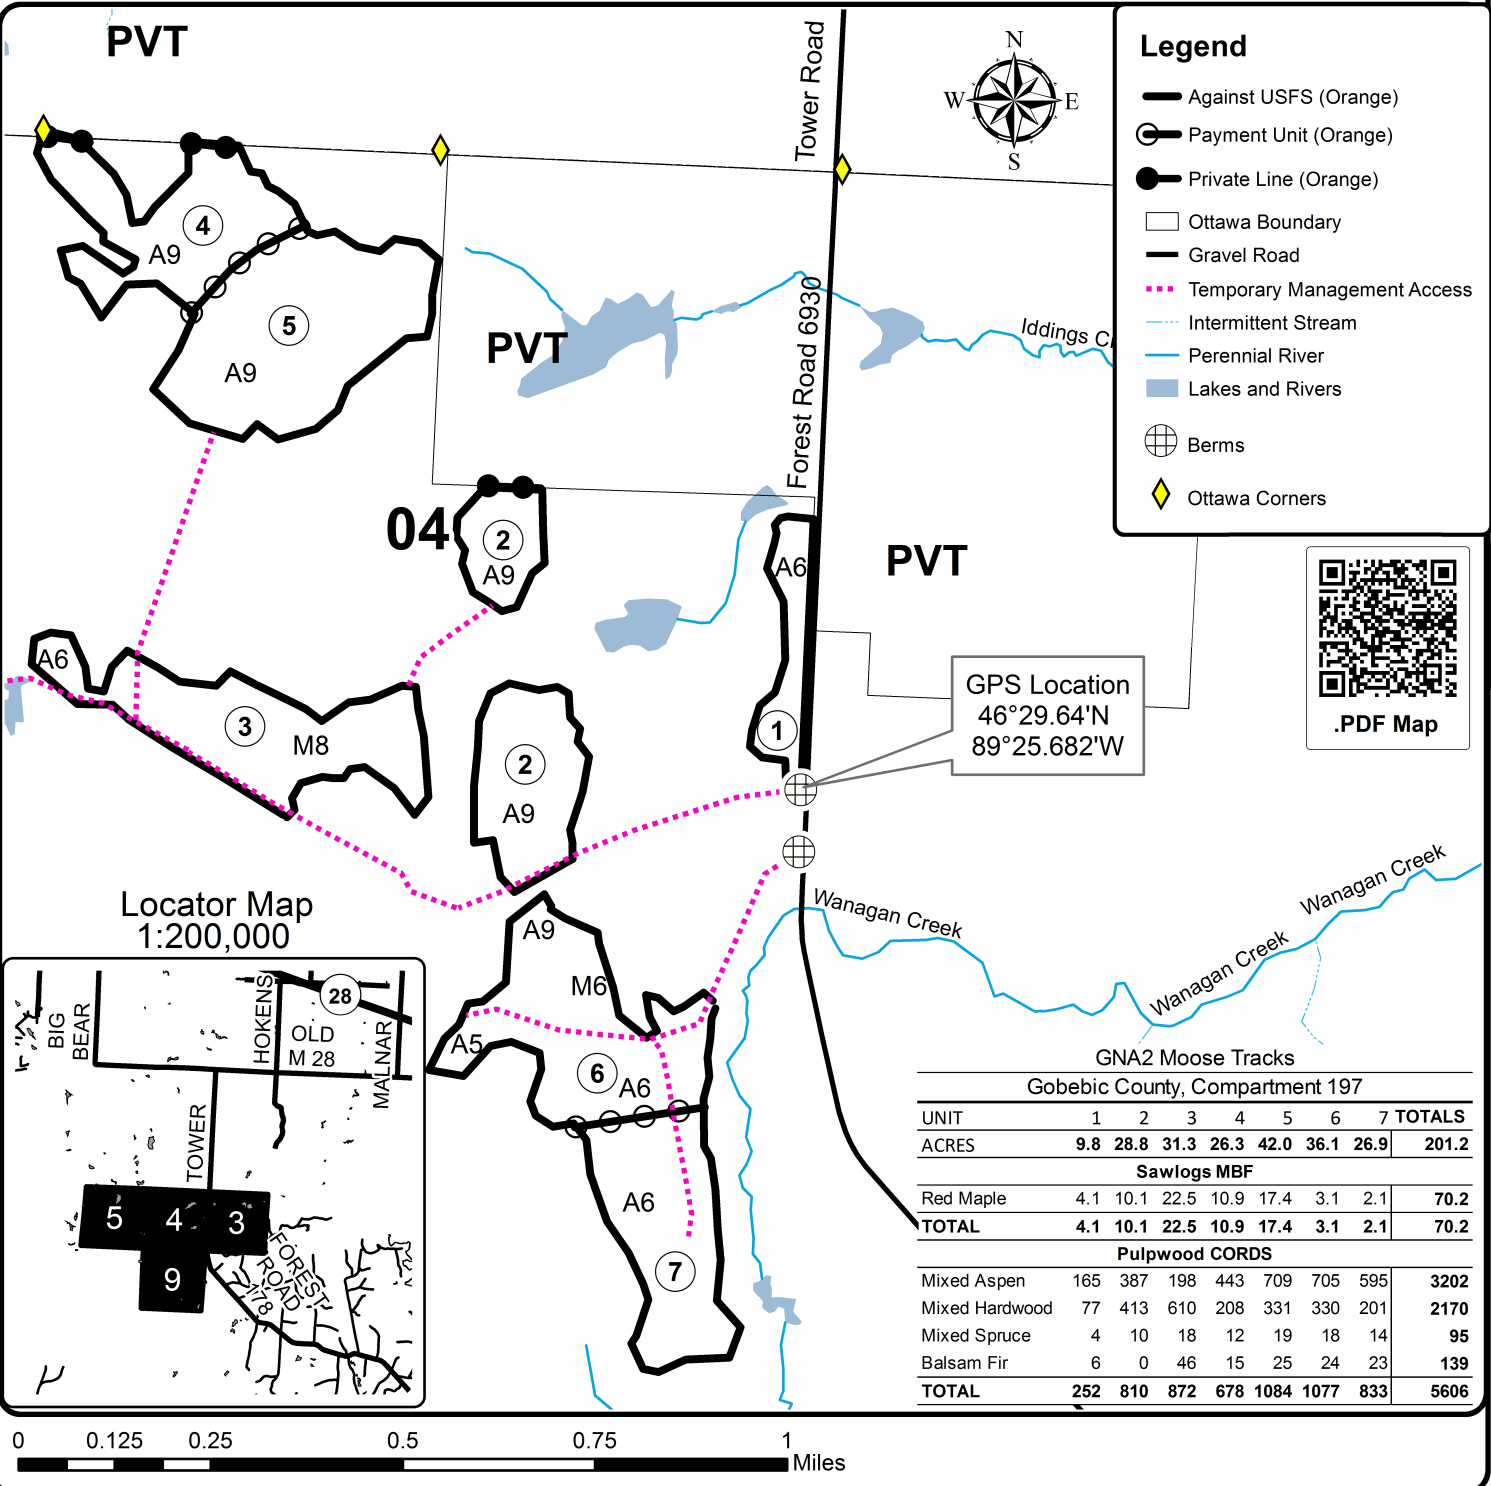 PVT
Tower Road
N
W E
S
Legend
Against USFS (Orange)
Payment Unit (Orange)
Private Line (Orange)
Ottawa Boundary
Gravel Road
Temporary Management Access
Intermittent Stream
Perennial River
Lakes and Rivers
Berms
Ottawa Corners
4
A9
5
A9
PVT
Forest Road 6930
Iddings C
04
2
A9
A6
PVT
.PDF Map
A6
3
M8
2
A9
1
GPS Location
46°29.64'N
89°25.682'W
Wanagan Creek
Wanagan Creek
Wanagan Creek
A9
M6
A5
6
A6
A6
7
Locator Map
1:200,000
BIG
BEAR
HOKENS
28
OLD
M 28
MALNAR
TOWER
5 4 3
9
FOREST
ROAD
178
GNA2 Moose Tracks
Gobebic County, Compartment 197
UNIT 1 2 3 4 5 6 7 TOTALS
ACRES 9.8 28.8 31.3 26.3 42.0 36.1 26.9 201.2
Sawlogs MBF
Red Maple 4.1 10.1 22.5 10.9 17.4 3.1 2.1 70.2
TOTAL 4.1 10.1 22.5 10.9 17.4 3.1 2.1 70.2
Pulpwood CORDS
Mixed Aspen 165 387 198 443 709 705 595 3202
Mixed Hardwood 77 413 610 208 331 330 201 2170
Mixed Spruce 4 10 18 12 19 18 14 95
Balsam Fir 6 0 46 15 25 24 23 139
TOTAL 252 810 872 678 1084 1077 833 5606
0 0.125 0.25 0.5 0.75 1
Miles